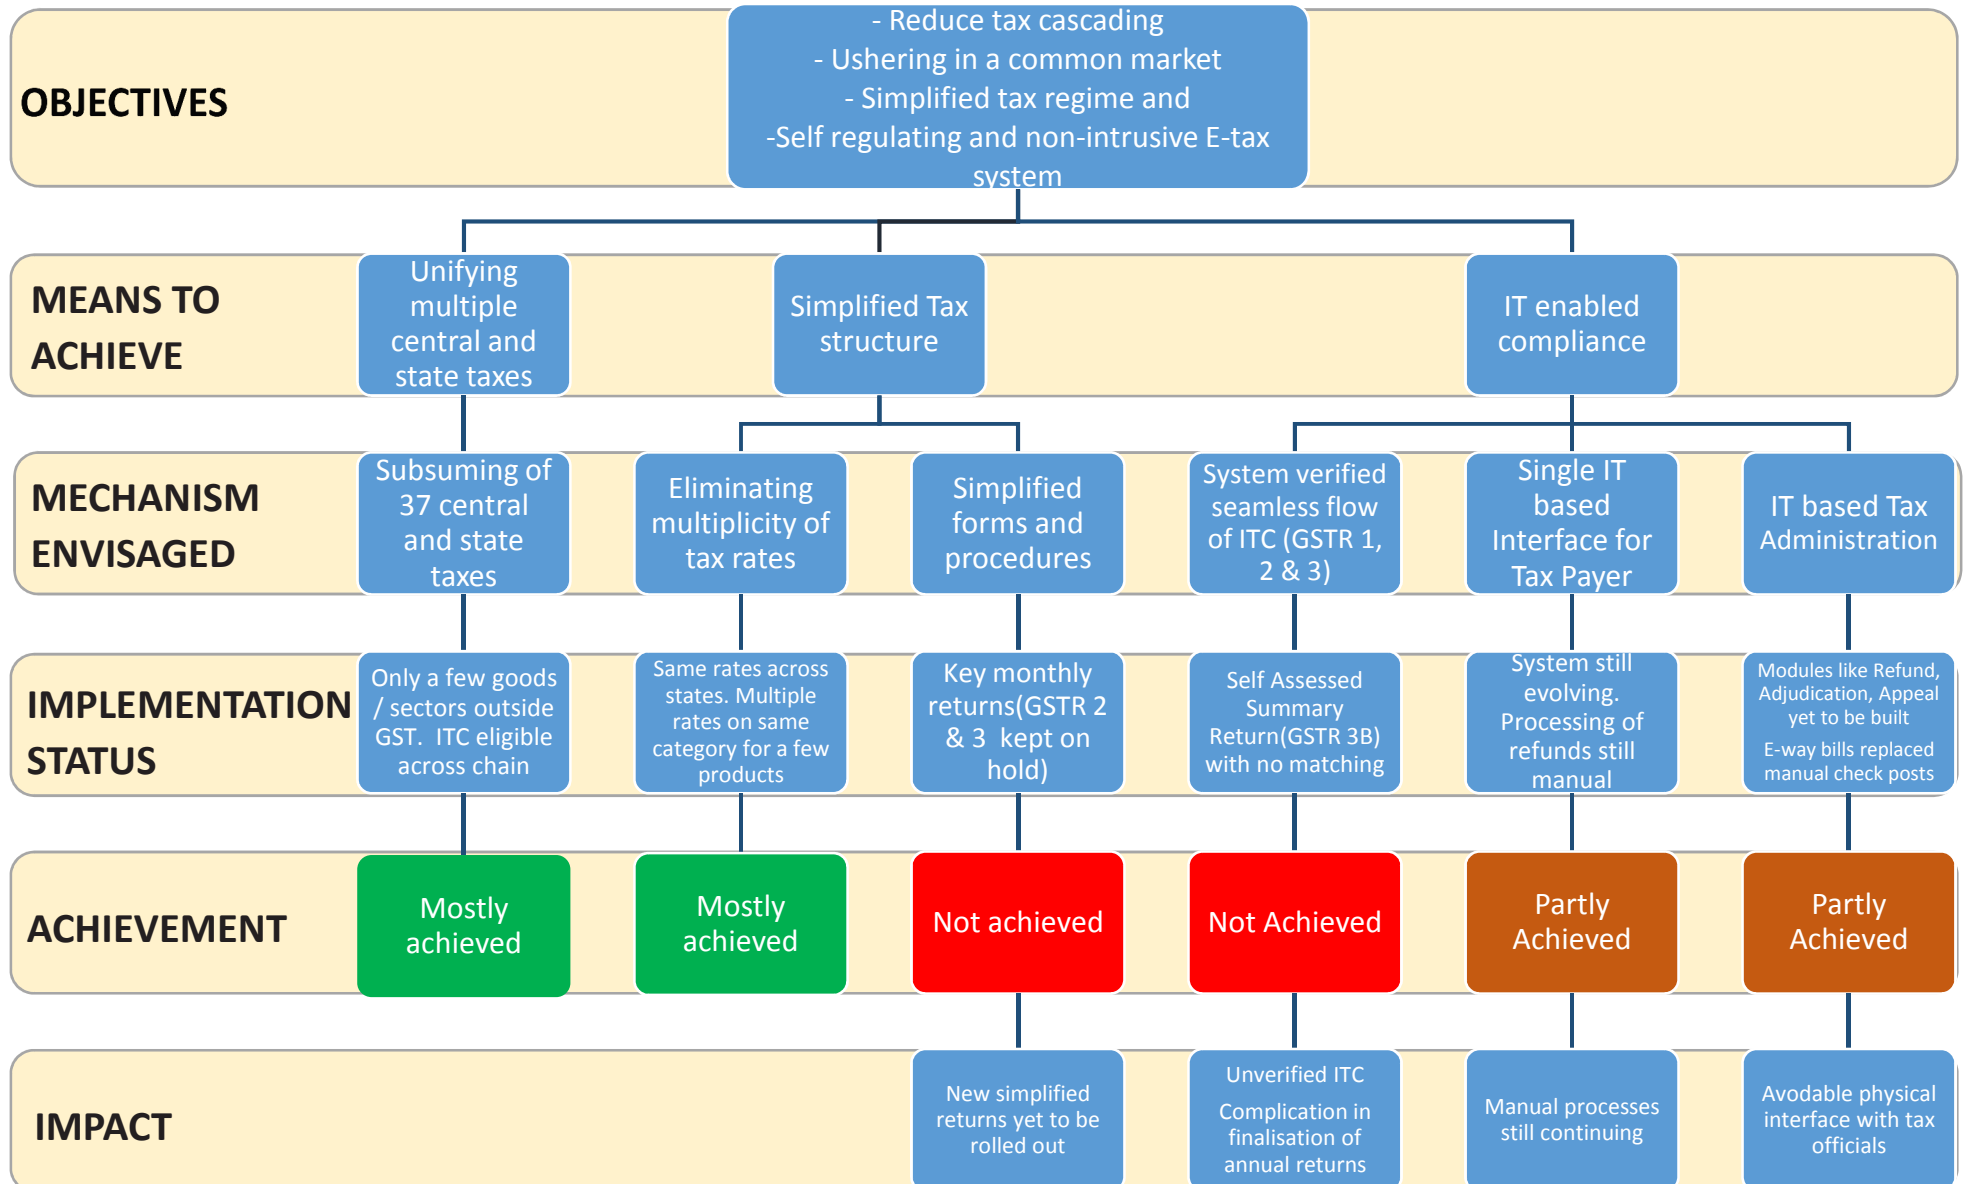 OBJECTIVES
- Reduce tax cascading
- Ushering in a common market
- Simplified tax regime and
-Self regulating and non-intrusive E-tax
system
MEANS TO
ACHIEVE
Unifying
multiple
central and
state taxes
Simplified Tax
structure
IT enabled
compliance
MECHANISM
ENVISAGED
Subsuming of
37 central
and state
taxes
Eliminating
multiplicity of
tax rates
Simplified
forms and
procedures
System verified
seamless flow
of ITC (GSTR 1,
2 & 3)
Single IT
based
Interface for
Tax Payer
IT based Tax
Administration
IMPLEMENTATION
STATUS
Only a few goods
/ sectors outside
GST. ITC eligible
across chain
Same rates across
states. Multiple
rates on same
category for a few
products
Key monthly
returns(GSTR 2
& 3 kept on
hold)
Self Assessed
Summary
Return(GSTR 3B)
with no matching
System still
evolving.
Processing of
refunds still
manual
Modules like Refund,
Adjudication, Appeal
yet to be built
E-way bills replaced
manual check posts
ACHIEVEMENT
Mostly
achieved
Mostly
achieved
Not achieved
Not Achieved
Partly
Achieved
Partly
Achieved
IMPACT
New simplified
returns yet to be
rolled out
Unverified ITC
Complication in
finalisation of
annual returns
Manual processes
still continuing
Avodable physical
interface with tax
officials